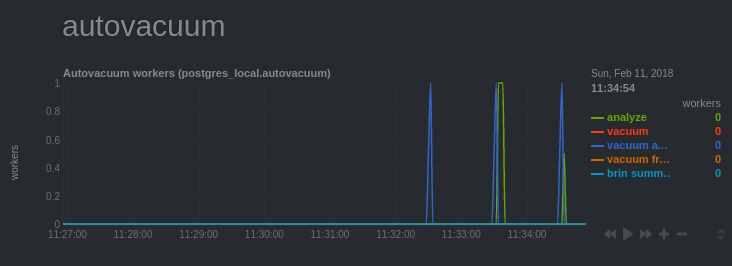 autovacuum
Autovacuum workers (postgres_local.autovacuum)
Sun, Feb 11, 2018
11:34:54
workers
analyze 0
vacuum 0
vacuum a... 0
vacuum fr... 0
brin summ.. 0
workers
1
0.8
0.6
0.4
0.2
0
11:27:00 11:28:00 11:29:00 11:30:00 11:31:00 11:32:00 11:33:00 11:34:00